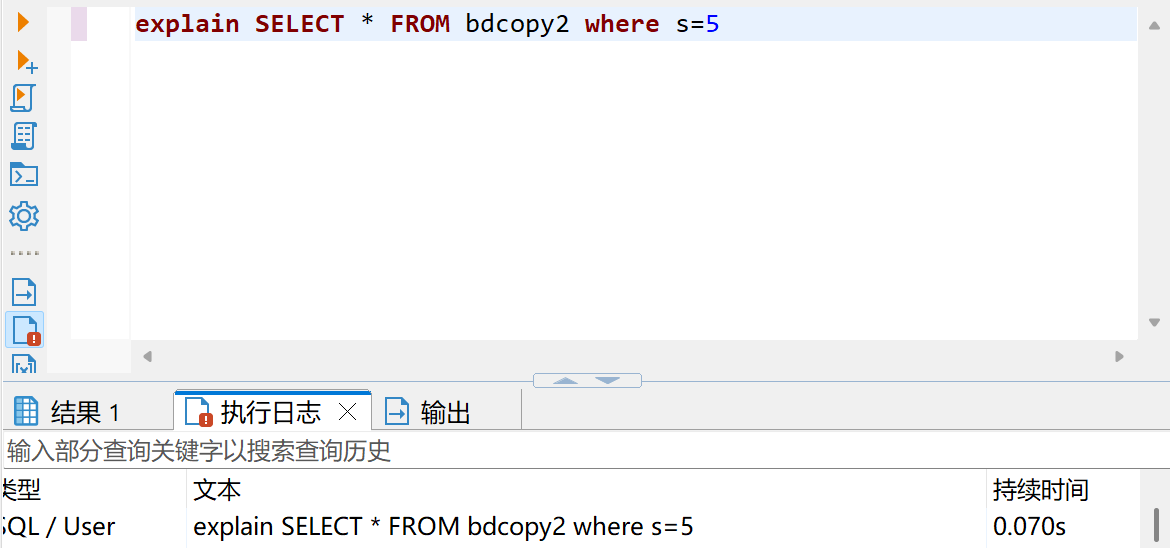 explain SELECT * FROM bdcopy2 where s=5
结果 1
执行日志
输出
输入部分查询关键字以搜索查询历史
类型 文本 持续时间
SQL / User explain SELECT * FROM bdcopy2 where s=5 0.070s